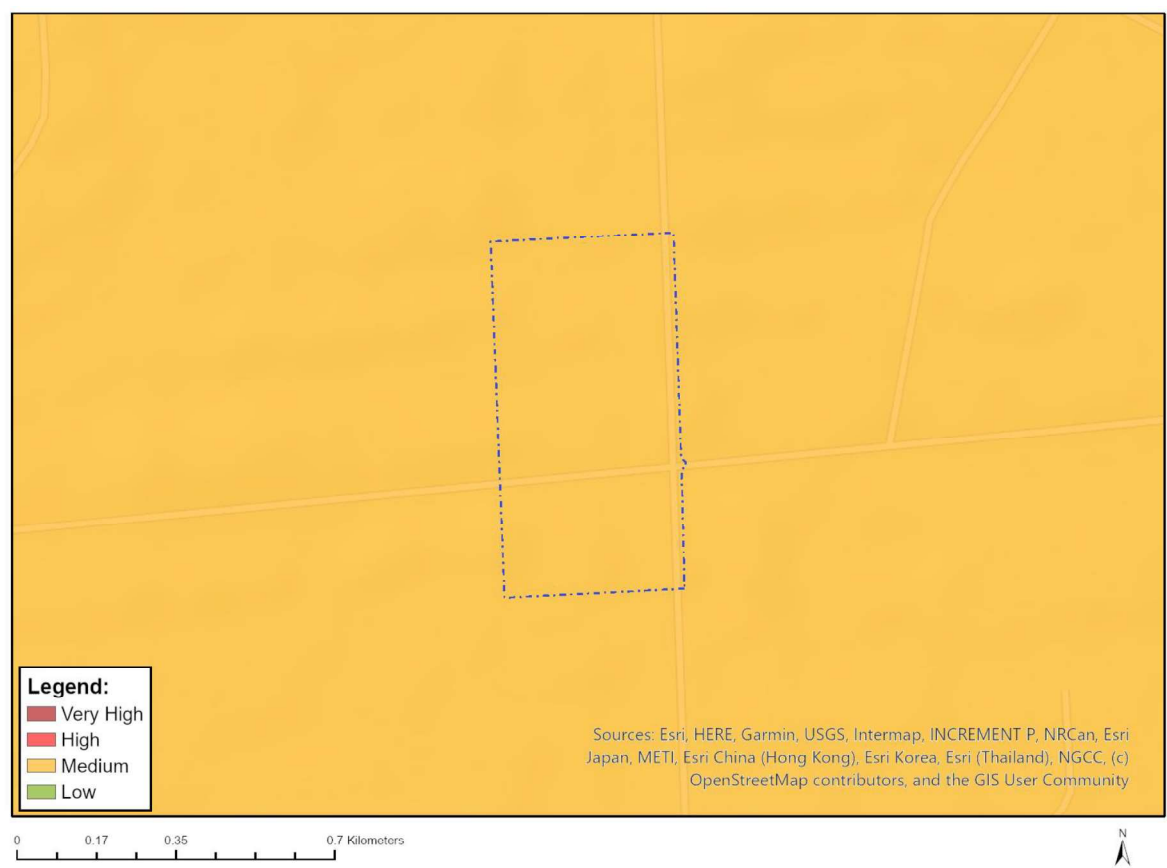 Legend:
Very High
High
Medium
Low
Sources: Esri, HERE, Garmin, USGS, Intermap, INCREMENT P, NRCan, Esri
Japan, METI, Esri China (Hong Kong), Esri Korea, Esri (Thailand), NGCC, (c)
OpenStreetMap contributors, and the GIS User Community
0 0.17 0.35 0.7 Kilometers
N